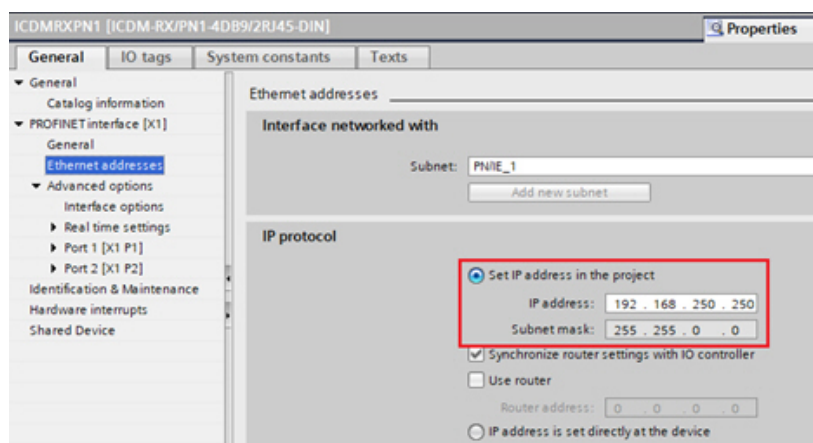 ICDMRXPN1 [ICDM-RX/PN1-4DB9/2RJ45-DIN]
Properties
General IO tags System constants Texts
General
Catalog information
PROFINET interface [X1]
General
Ethernet addresses
Advanced options
Interface options
Real time settings
Port 1 [X1 P1]
Port 2 [X1 P2]
Identification & Maintenance
Hardware interrupts
Shared Device
Ethernet addresses
Interface networked with
Subnet: PN/IE_1
Add new subnet
IP protocol
Set IP address in the project
IP address: 192 . 168 . 250 . 250
Subnet mask: 255 . 255 . 0 . 0
Synchronize router settings with IO controller
Use router
Router address: 0 . 0 . 0 . 0
IP address is set directly at the device